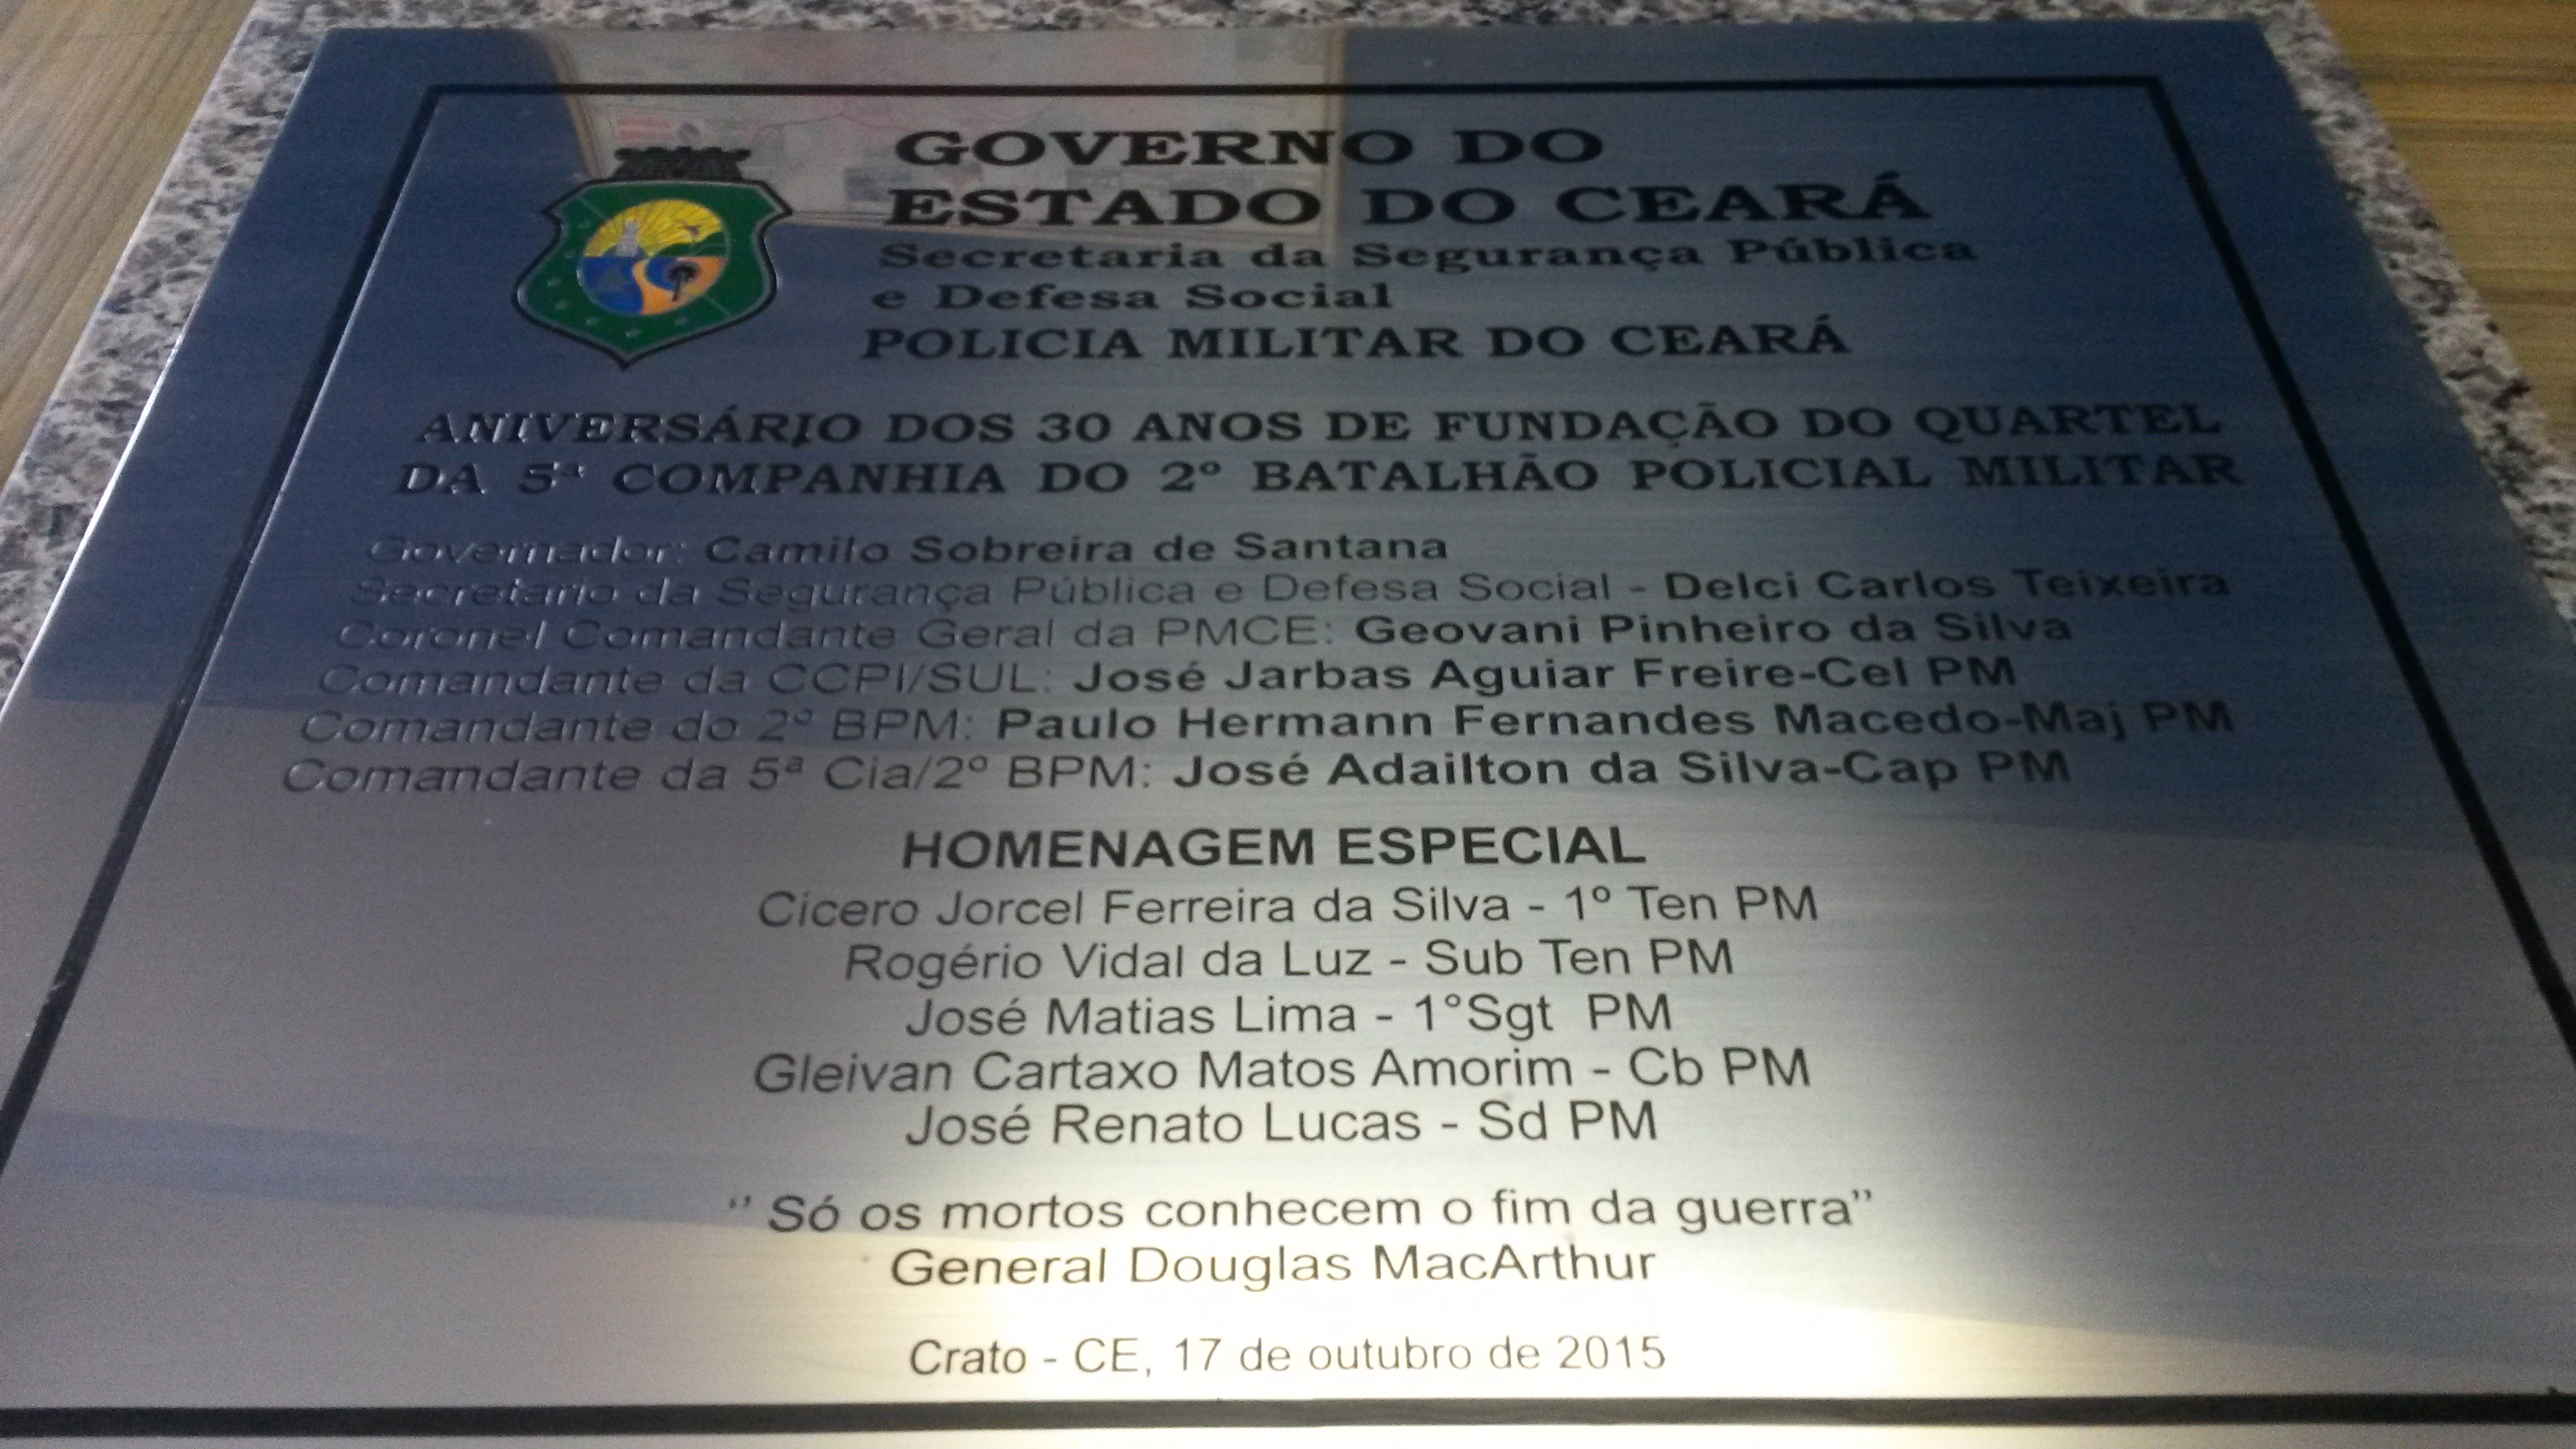 GOVERNO DO
ESTADO DO CEARÁ
Secretaria da Segurança Pública
e Defesa Social
POLICIA MILITAR DO CEARÁ
ANIVERSÁRIO DOS 30 ANOS DE FUNDAÇÃO DO QUARTEL
DA 5ª COMPANHIA DO 2º BATALHÃO POLICIAL MILITAR
Governador: Camilo Sobreira de Santana
Secretario da Segurança Pública e Defesa Social - Delci Carlos Teixeira
Coronel Comandante Geral da PMCE: Geovani Pinheiro da Silva
Comandante da CCPI/SUL: José Jarbas Aguiar Freire-Cel PM
Comandante do 2º BPM: Paulo Hermann Fernandes Macedo-Maj PM
Comandante da 5ª Cia/2º BPM: José Adailton da Silva-Cap PM
HOMENAGEM ESPECIAL
Cicero Jorcel Ferreira da Silva - 1º Ten PM
Rogério Vidal da Luz - Sub Ten PM
José Matias Lima - 1°Sgt PM
Gleivan Cartaxo Matos Amorim - Cb PM
José Renato Lucas - Sd PM
‘’ Só os mortos conhecem o fim da guerra”
General Douglas MacArthur
Crato - CE, 17 de outubro de 2015